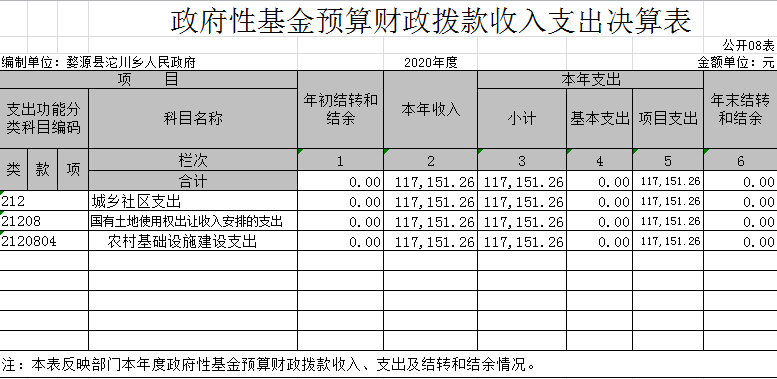 政府性基金预算财政拨款收入支出决算表
公开08表
编制单位：婺源县沱川乡人民政府 2020年度 金额单位：元
项 目 年初结转和结余 本年收入 本年支出 年末结转和结余
支出功能分类科目编码 科目名称 小计 基本支出 项目支出
类 款 项 栏次 1 2 3 4 5 6
合计 0.00 117,151.26 117,151.26 0.00 117,151.26 0.00
212 城乡社区支出 0.00 117,151.26 117,151.26 0.00 117,151.26 0.00
21208 国有土地使用权出让收入安排的支出 0.00 117,151.26 117,151.26 0.00 117,151.26 0.00
2120804 农村基础设施建设支出 0.00 117,151.26 117,151.26 0.00 117,151.26 0.00
注：本表反映部门本年度政府性基金预算财政拨款收入、支出及结转和结余情况。